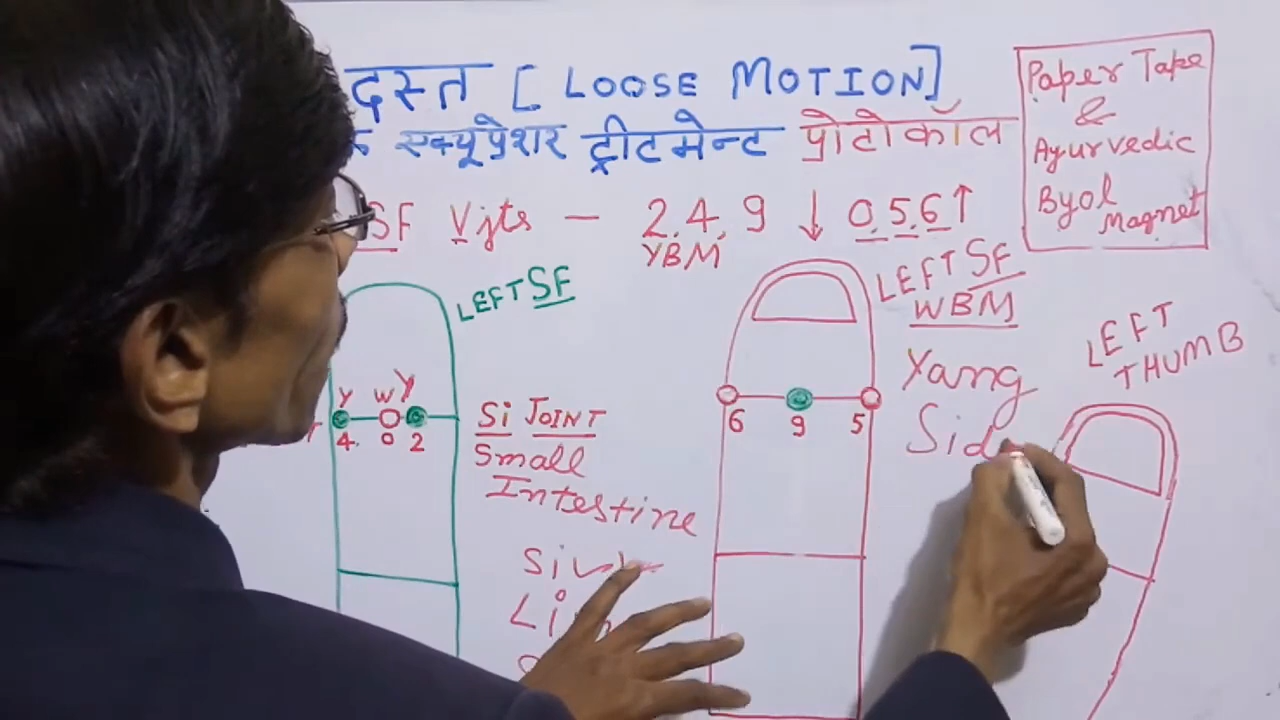 दस्त [ LOOSE MOTION ]
एक्यूप्रेशर ट्रीटमेन्ट प्रोटोकॉल
SF Vjts — 2.4.9 ↓ 0.5.6 ↑
YBM
Paper Tape
&
Ayurvedic
Byol
Magnet
LEFT SF
Y W Y
4. 0 2
Si JOINT
Small
Intestine
6 9 5
LEFT SF
WBM
Yang
Sid
LEFT
THUMB